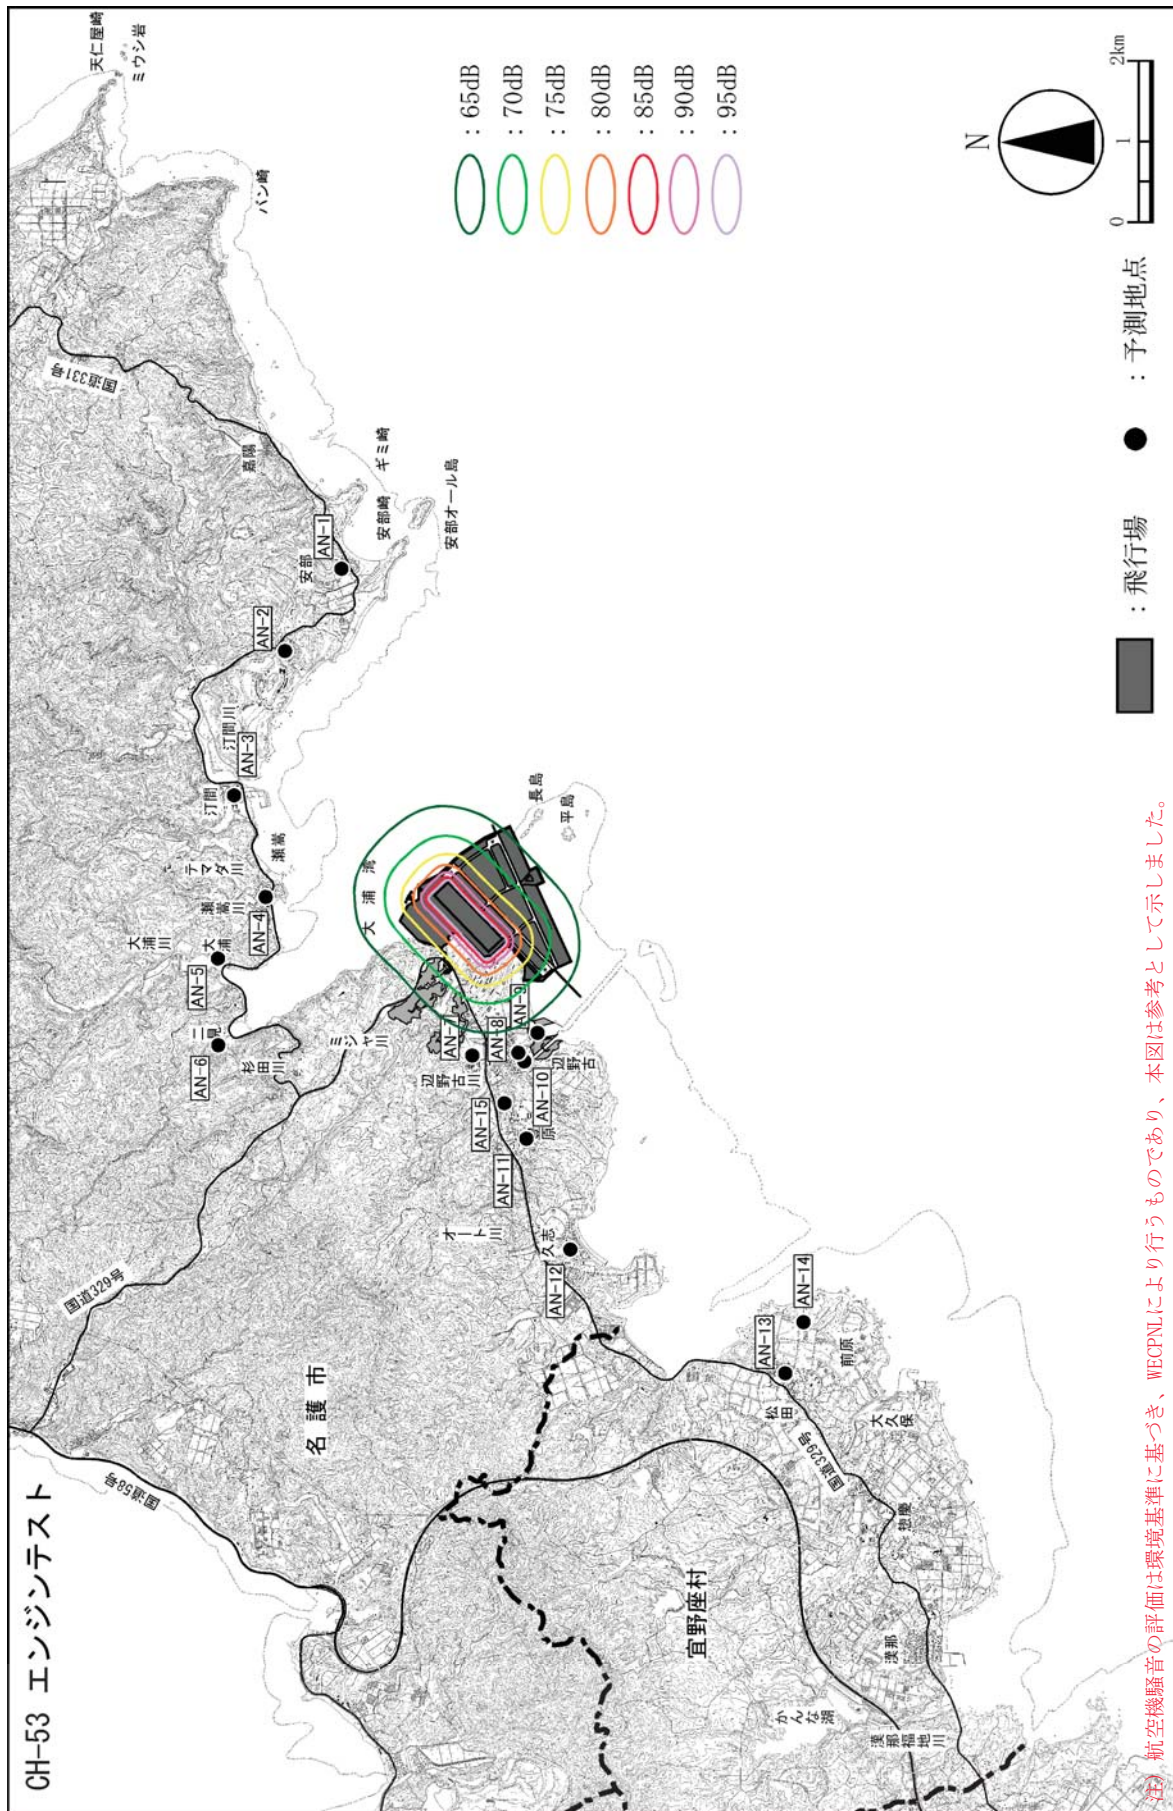 CH-53 エンジンテスト
国道58号
名護市
国道329号
国道331号
天仁屋崎
ミウシ岩
バン崎
嘉陽
ギミ崎
安部崎
安部オール島
安部
AN-1
AN-2
汀間川
AN-3
汀間
テマダ川
瀬嵩
瀬嵩川
AN-4
大浦川
大浦
AN-5
二見
AN-6
杉田川
大浦湾
ミジャ川
長島
平島
AN-8
AN-9
辺野古川
辺野古
AN-10
AN-15
原
AN-11
オート川
久志
AN-12
AN-14
AN-13
前原
松田
大久保
国道329号
惣慶
宜野座村
漢那
かんな湖
漢那福地川
：65dB
：70dB
：75dB
：80dB
：85dB
：90dB
：95dB
N
0 1 2km
：飛行場
：予測地点
注）航空機騒音の評価は環境基準に基づき、WECPNLにより行うものであり、本図は参考として示しました。